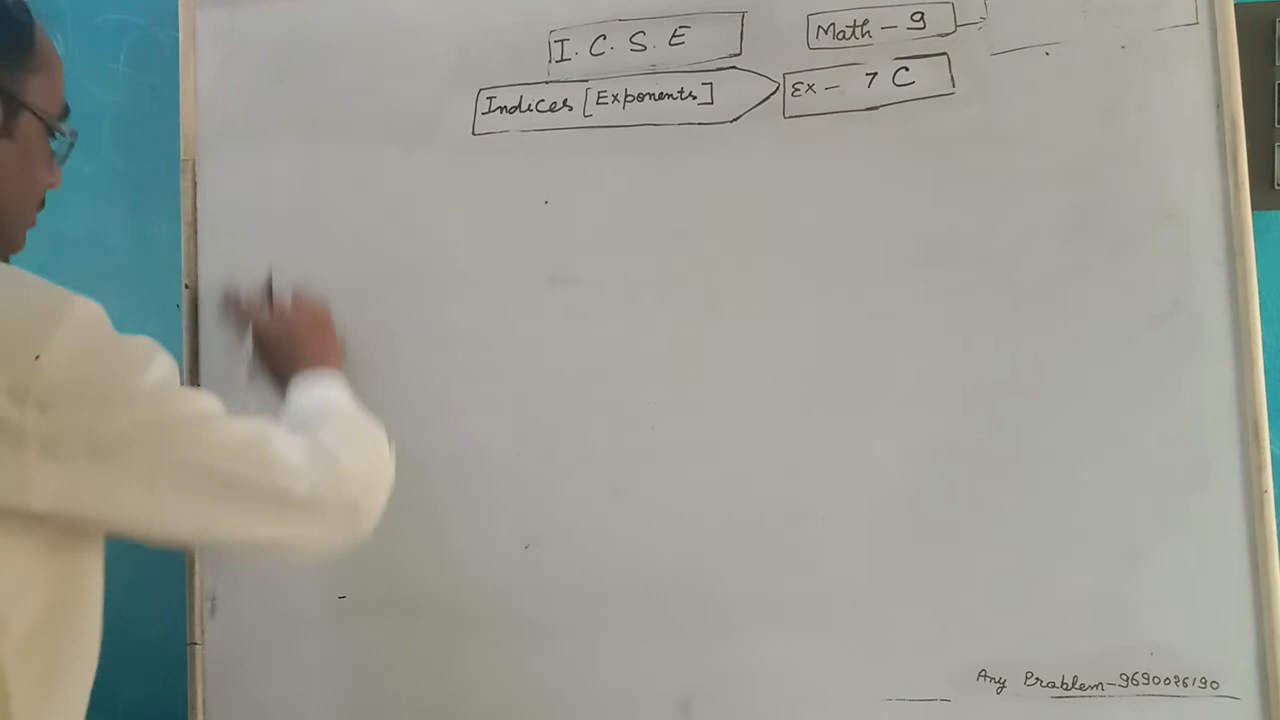 I. C. S. E
Math - 9
Indices [Exponents]
Ex - 7 C
Any Problem-9690026190